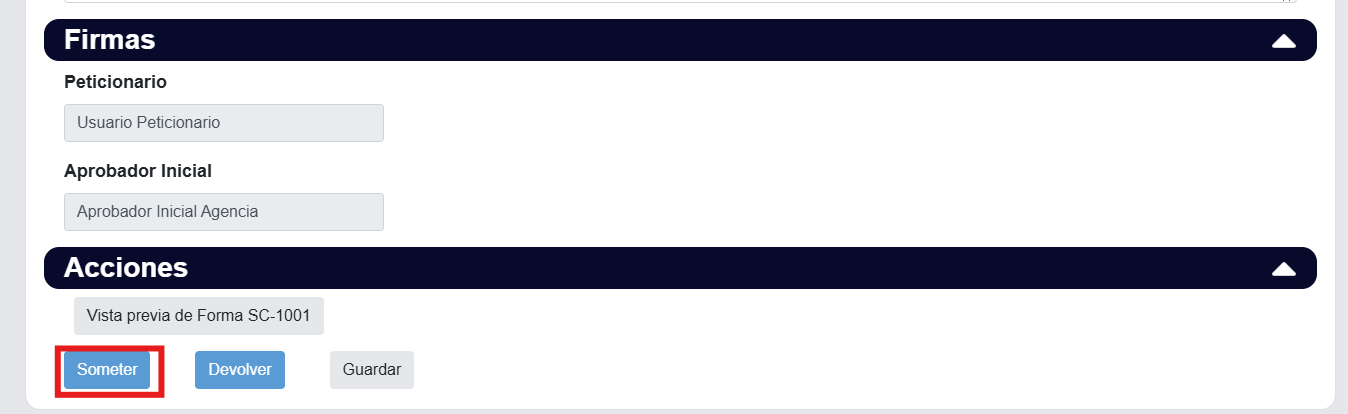 Firmas
Peticionario
Usuario Peticionario
Aprobador Inicial
Aprobador Inicial Agencia
Acciones
Vista previa de Forma SC-1001
Someter Devolver Guardar